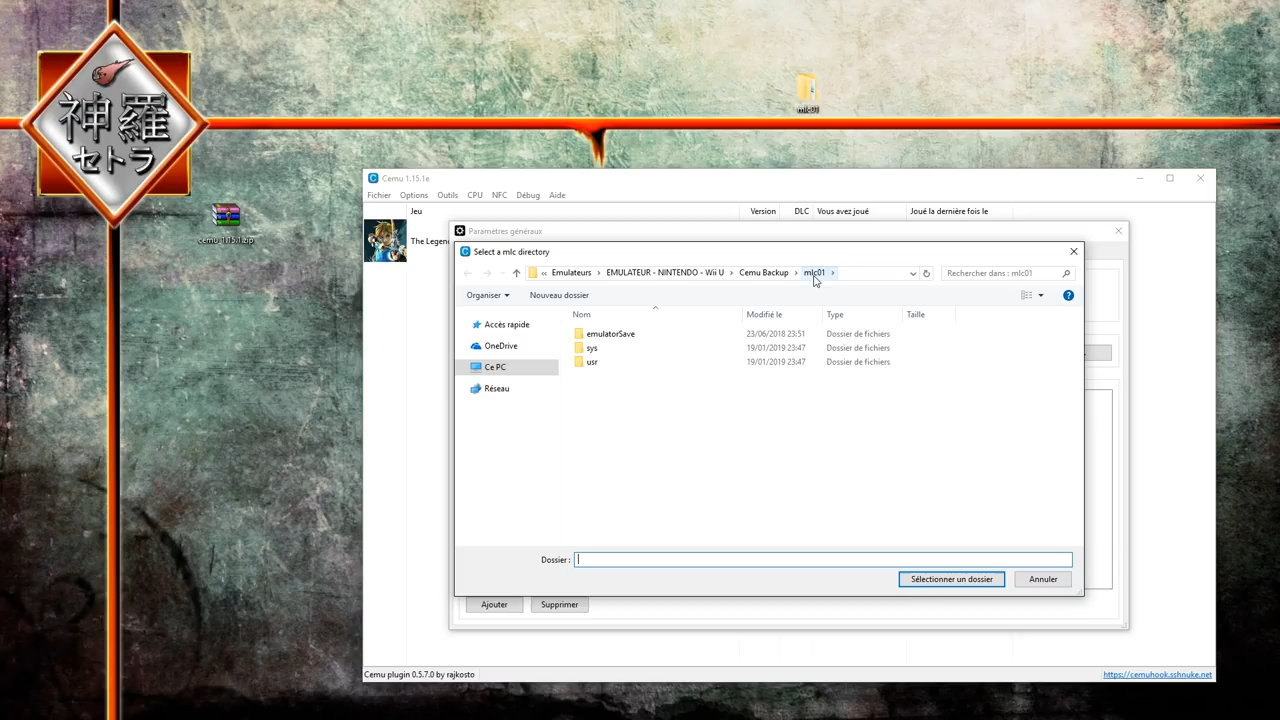 神羅
セトラ
mlc01
cemu_1.15.1.zip
Cemu 1.15.1e
Fichier Options Outils CPU NFC Débug Aide
Jeu Version DLC Vous avez joué Joué la dernière fois le
The Legen
Paramètres généraux
Select a mlc directory
« Emulateurs › EMULATEUR - NINTENDO - Wii U › Cemu Backup › mlc01 ›
Rechercher dans : mlc01
Organiser Nouveau dossier
Nom Modifié le Type Taille
Accès rapide
OneDrive
Ce PC
Réseau
emulatorSave 23/06/2018 23:51 Dossier de fichiers
sys 19/01/2019 23:47 Dossier de fichiers
usr 19/01/2019 23:47 Dossier de fichiers
Dossier :
Sélectionner un dossier Annuler
Ajouter Supprimer
Cemu plugin 0.5.7.0 by rajkosto
https://cemuhook.sshnuke.net